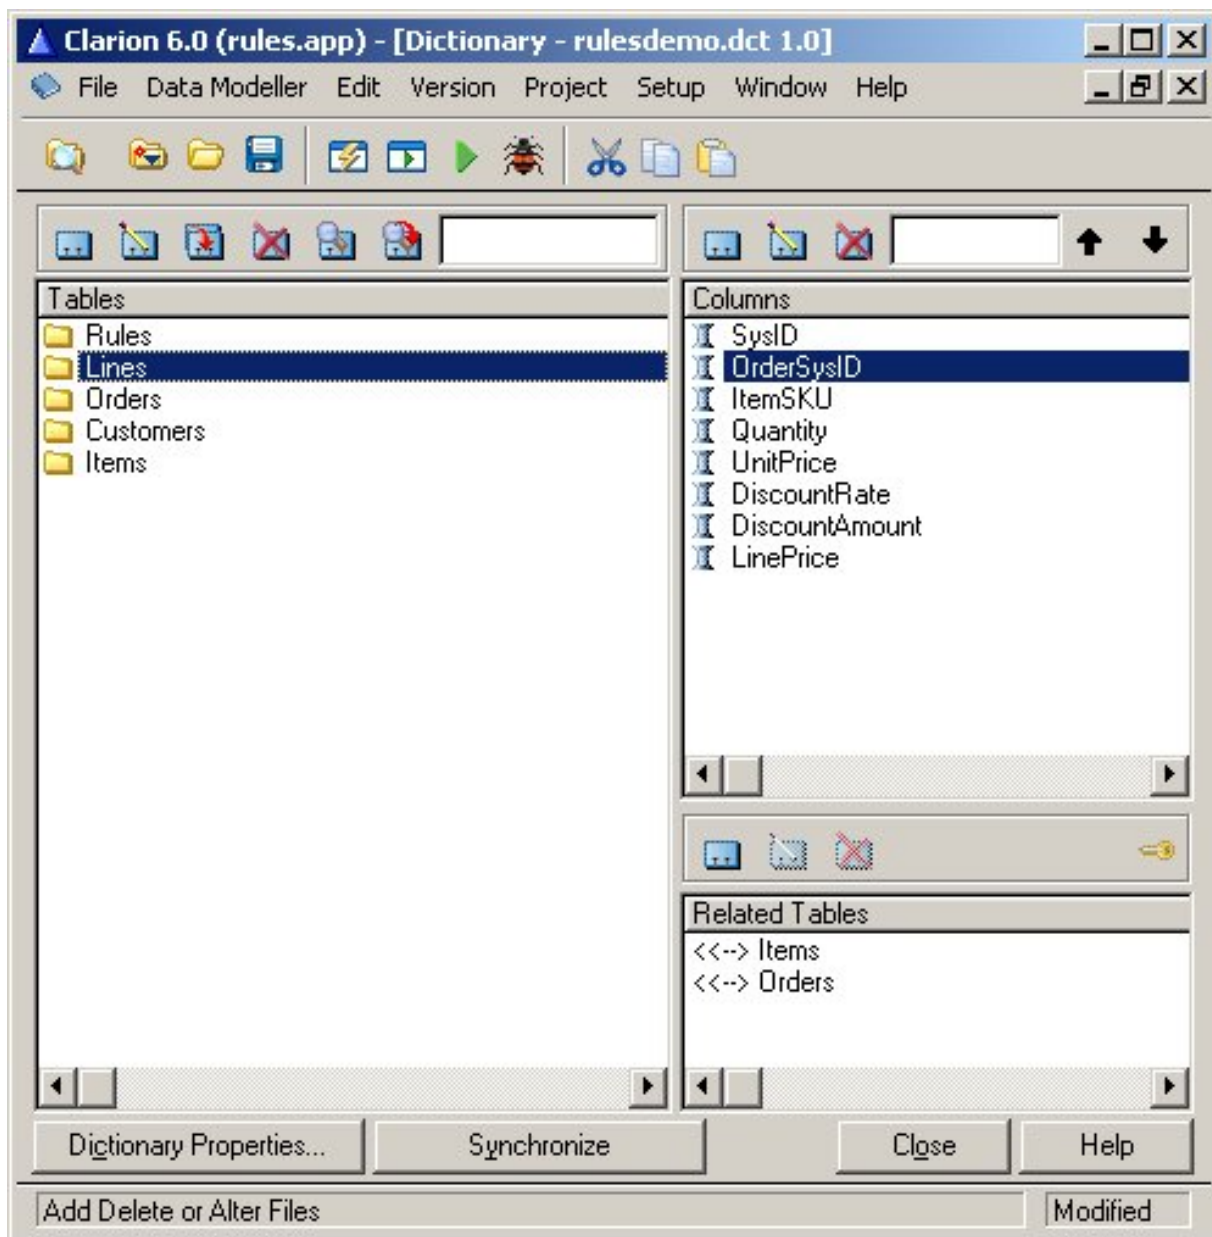 Clarion 6.0 (rules.app) - [Dictionary - rulesdemo.dct 1.0]
File Data Modeller Edit Version Project Setup Window Help
Tables
Rules
Lines
Orders
Customers
Items
Columns
SysID
OrderSysID
ItemSKU
Quantity
UnitPrice
DiscountRate
DiscountAmount
LinePrice
Related Tables
<<--> Items
<<--> Orders
Dictionary Properties...
Synchronize
Close
Help
Add Delete or Alter Files
Modified